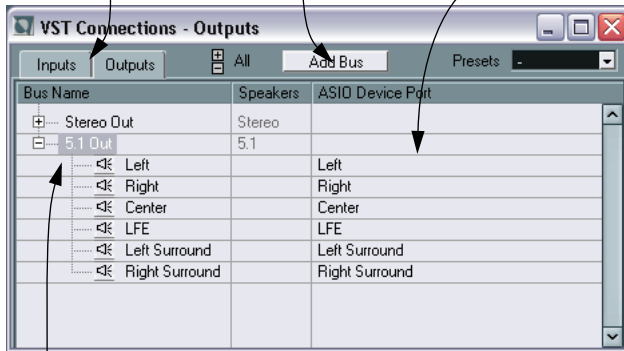 VST Connections - Outputs
Inputs Outputs All Add Bus Presets -
Bus Name Speakers ASIO Device Port
Stereo Out Stereo
5.1 Out 5.1
Left Left
Right Right
Center Center
LFE LFE
Left Surround Left Surround
Right Surround Right Surround